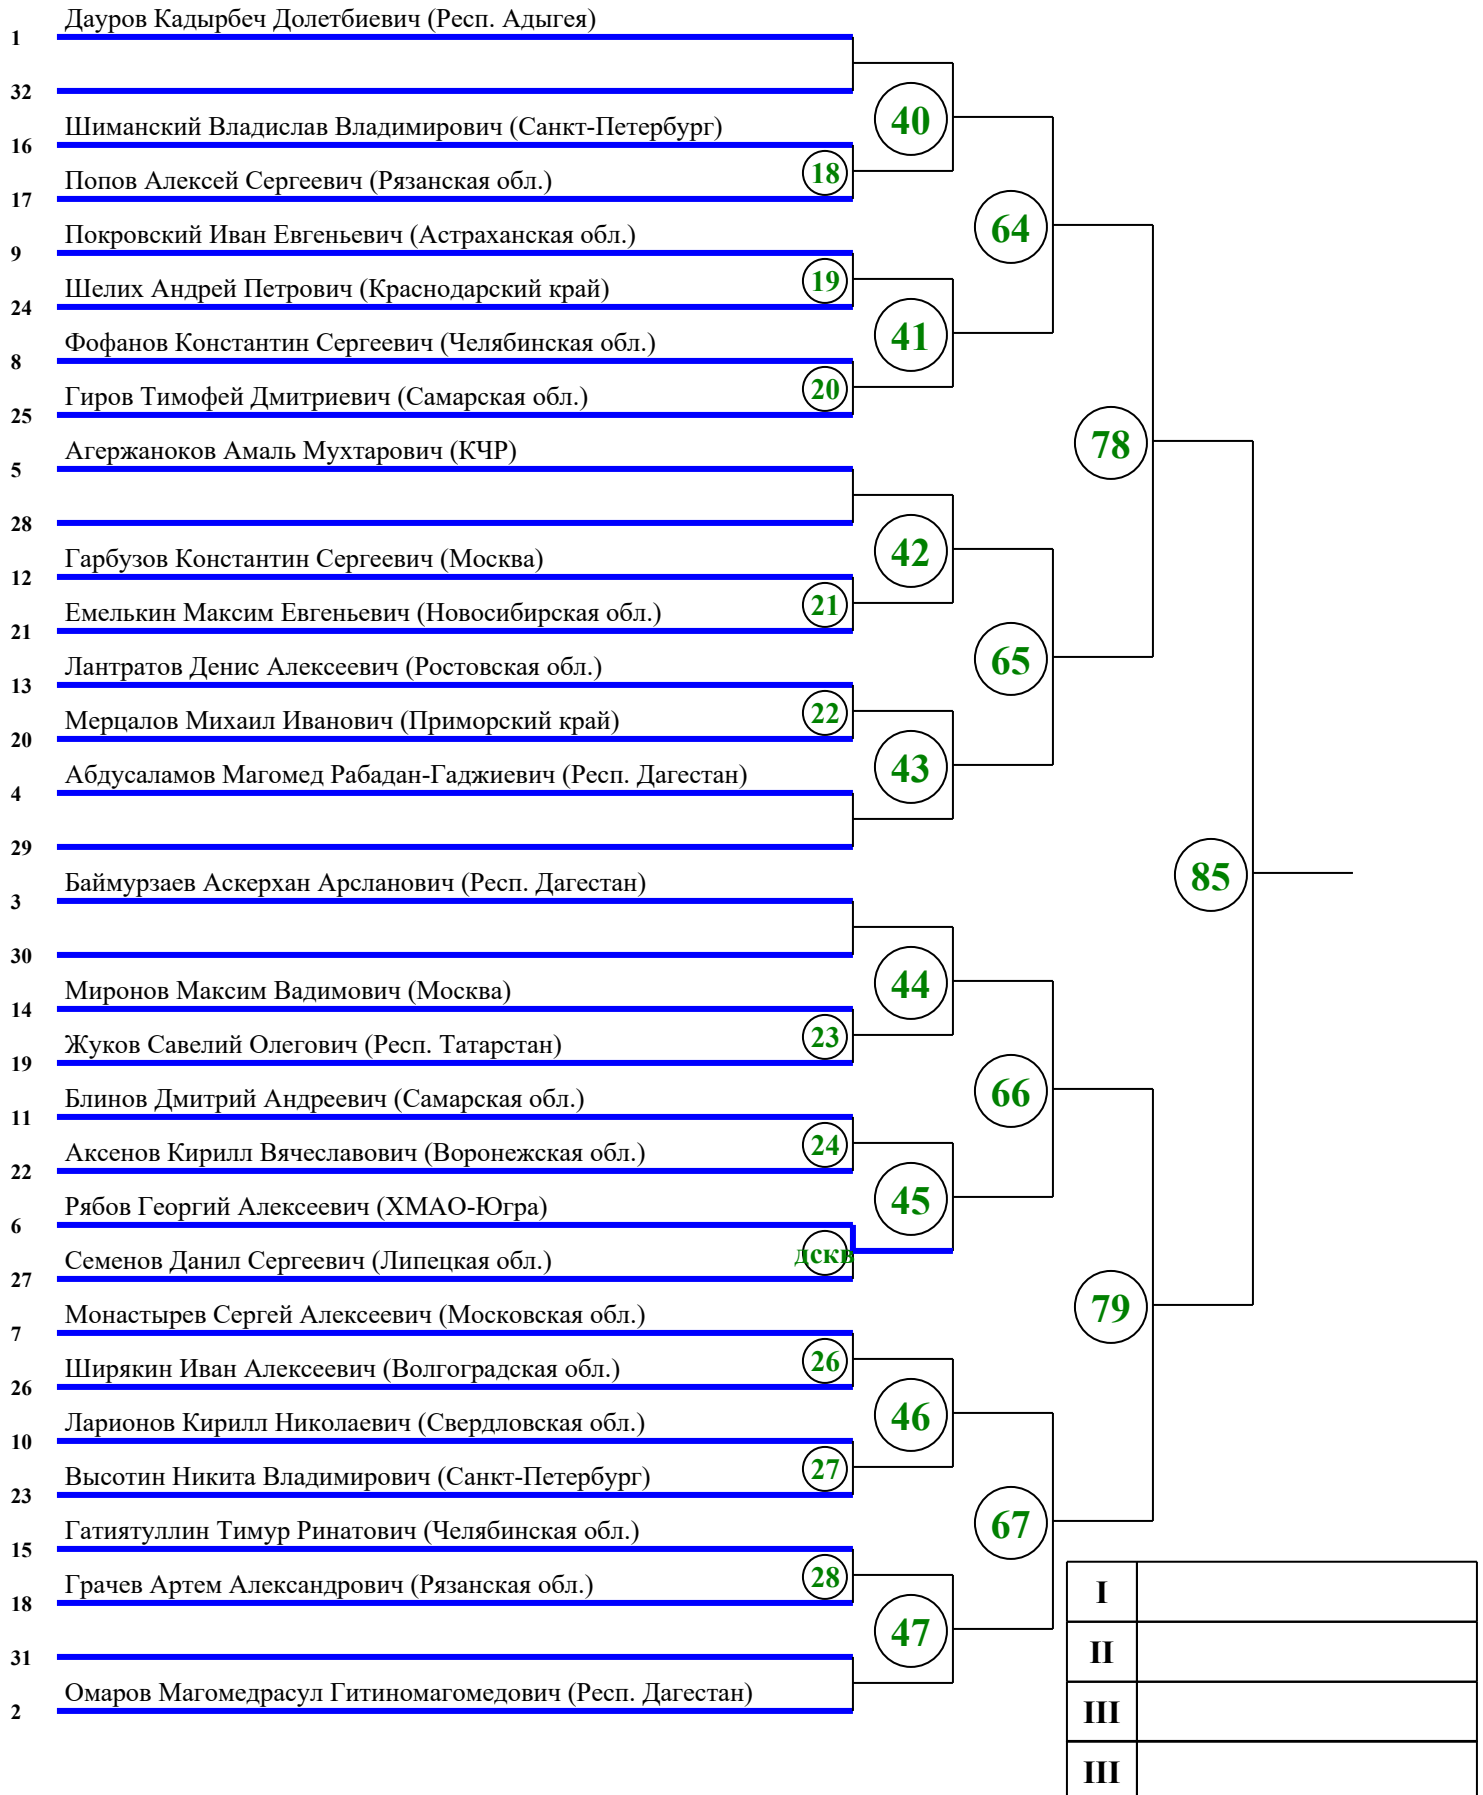 Дауров Кадырбеч Долетбиевич (Респ. Адыгея)
1
32
40
Шиманский Владислав Владимирович (Санкт-Петербург)
16
18
Попов Алексей Сергеевич (Рязанская обл.)
17
64
Покровский Иван Евгеньевич (Астраханская обл.)
9
19
Шелих Андрей Петрович (Краснодарский край)
24
41
Фофанов Константин Сергеевич (Челябинская обл.)
8
20
Гиров Тимофей Дмитриевич (Самарская обл.)
25
78
Агержаноков Амаль Мухтарович (КЧР)
5
28
42
Гарбузов Константин Сергеевич (Москва)
12
21
Емелькин Максим Евгеньевич (Новосибирская обл.)
21
65
Лантратов Денис Алексеевич (Ростовская обл.)
13
22
Мерцалов Михаил Иванович (Приморский край)
20
43
Абдусаламов Магомед Рабадан-Гаджиевич (Респ. Дагестан)
4
29
85
Баймурзаев Аскерхан Арсланович (Респ. Дагестан)
3
30
44
Миронов Максим Вадимович (Москва)
14
23
Жуков Савелий Олегович (Респ. Татарстан)
19
66
Блинов Дмитрий Андреевич (Самарская обл.)
11
24
Аксенов Кирилл Вячеславович (Воронежская обл.)
22
45
Рябов Георгий Алексеевич (ХМАО-Югра)
6
дскв
Семенов Данил Сергеевич (Липецкая обл.)
27
79
Монастырев Сергей Алексеевич (Московская обл.)
7
26
Ширякин Иван Алексеевич (Волгоградская обл.)
26
46
Ларионов Кирилл Николаевич (Свердловская обл.)
10
27
Высотин Никита Владимирович (Санкт-Петербург)
23
67
Гатиятуллин Тимур Ринатович (Челябинская обл.)
15
28
Грачев Артем Александрович (Рязанская обл.)
18
47
31
Омаров Магомедрасул Гитиномагомедович (Респ. Дагестан)
2
I
II
III
III